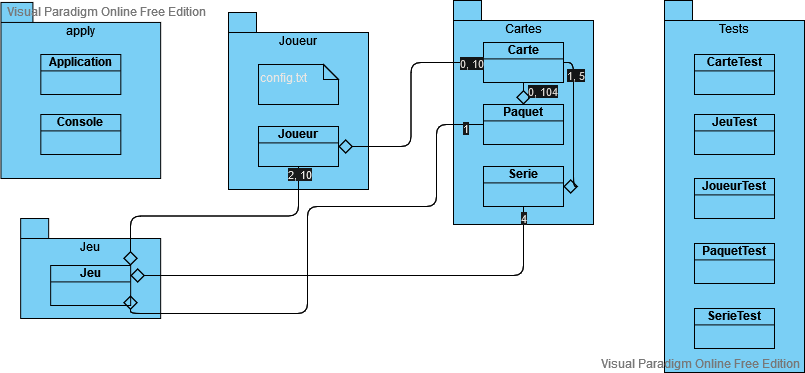 Visual Paradigm Online Free Edition
apply
Application
Console
Joueur
config.txt
Joueur
2, 10
Cartes
Carte
0, 10
1, 5
0, 104
Paquet
1
Serie
4
Jeu
Jeu
Tests
CarteTest
JeuTest
JoueurTest
PaquetTest
SerieTest
Visual Paradigm Online Free Edition